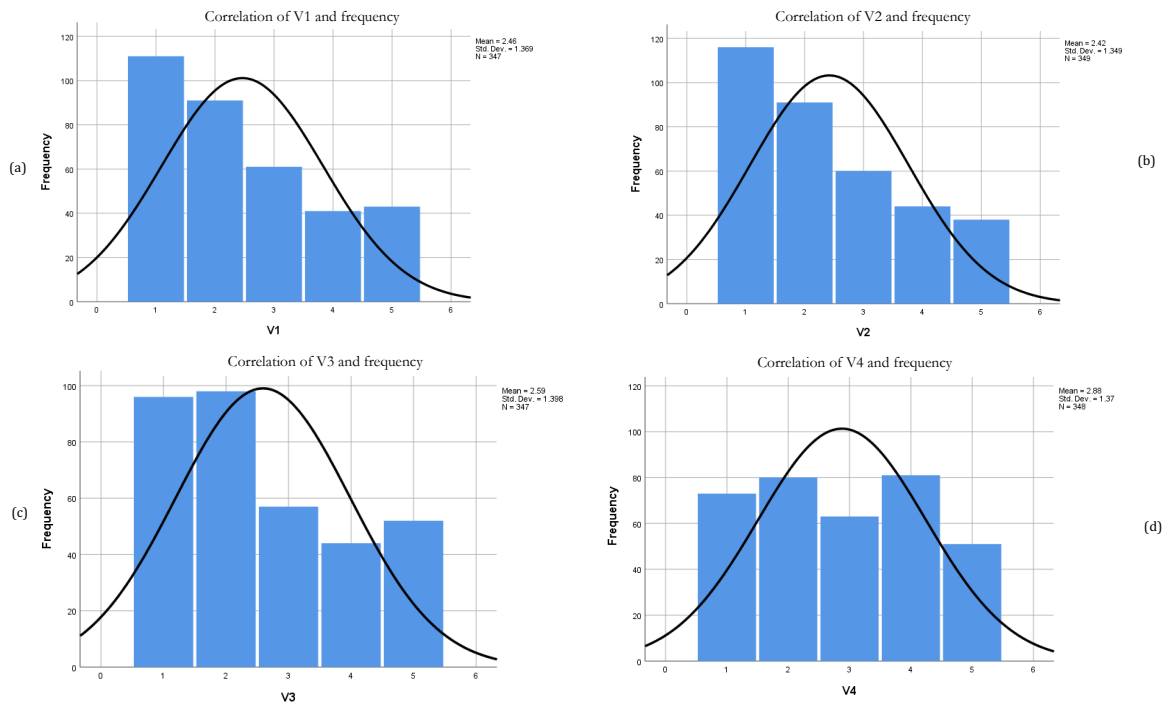 Correlation of V1 and frequency
Mean = 2.46
Std. Dev. = 1.369
N = 347
120
100
80
60
40
20
0
Frequency
(a)
0 1 2 3 4 5 6
V1
Correlation of V2 and frequency
Mean = 2.42
Std. Dev. = 1.349
N = 349
120
100
80
60
40
20
0
Frequency
(b)
0 1 2 3 4 5 6
V2
Correlation of V3 and frequency
Mean = 2.59
Std. Dev. = 1.398
N = 347
100
80
60
40
20
0
Frequency
(c)
0 1 2 3 4 5 6
V3
Correlation of V4 and frequency
Mean = 2.88
Std. Dev. = 1.37
N = 348
120
100
80
60
40
20
0
Frequency
(d)
0 1 2 3 4 5 6
V4